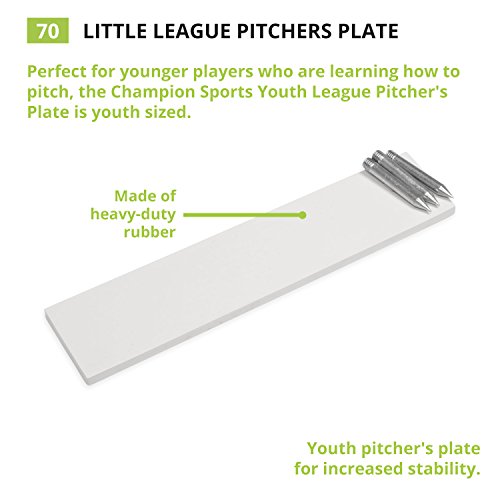 70 LITTLE LEAGUE PITCHERS PLATE
Perfect for younger players who are learning how to
pitch, the Champion Sports Youth League Pitcher's
Plate is youth sized.
Made of
heavy-duty
rubber
Youth pitcher's plate
for increased stability.